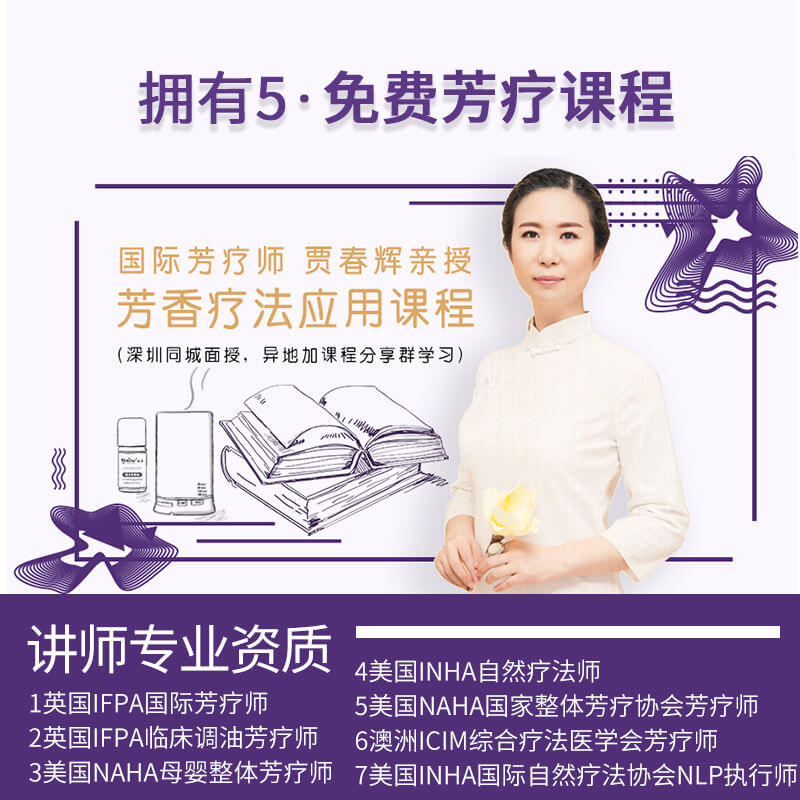 拥有5·免费芳疗课程
国际芳疗师 贾春辉亲授
芳香疗法应用课程
（深圳同城面授，异地加课程分享群学习）
讲师专业资质
1英国IFPA国际芳疗师
2英国IFPA临床调油芳疗师
3美国NAHA母婴整体芳疗师
4美国INHA自然疗法师
5美国NAHA国家整体芳疗协会芳疗师
6澳洲ICIM综合疗法医学会芳疗师
7美国INHA国际自然疗法协会NLP执行师